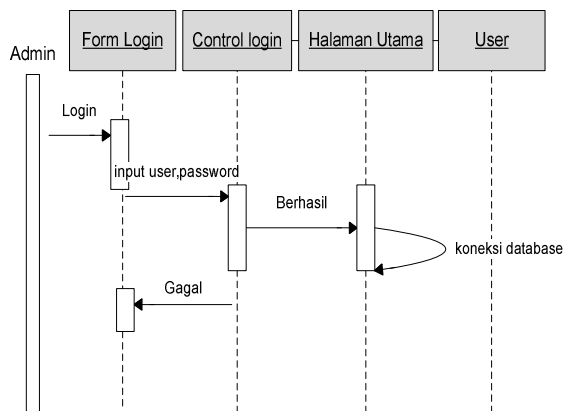 Admin
Form Login
Control login
Halaman Utama
User
Login
input user,password
Berhasil
koneksi database
Gagal